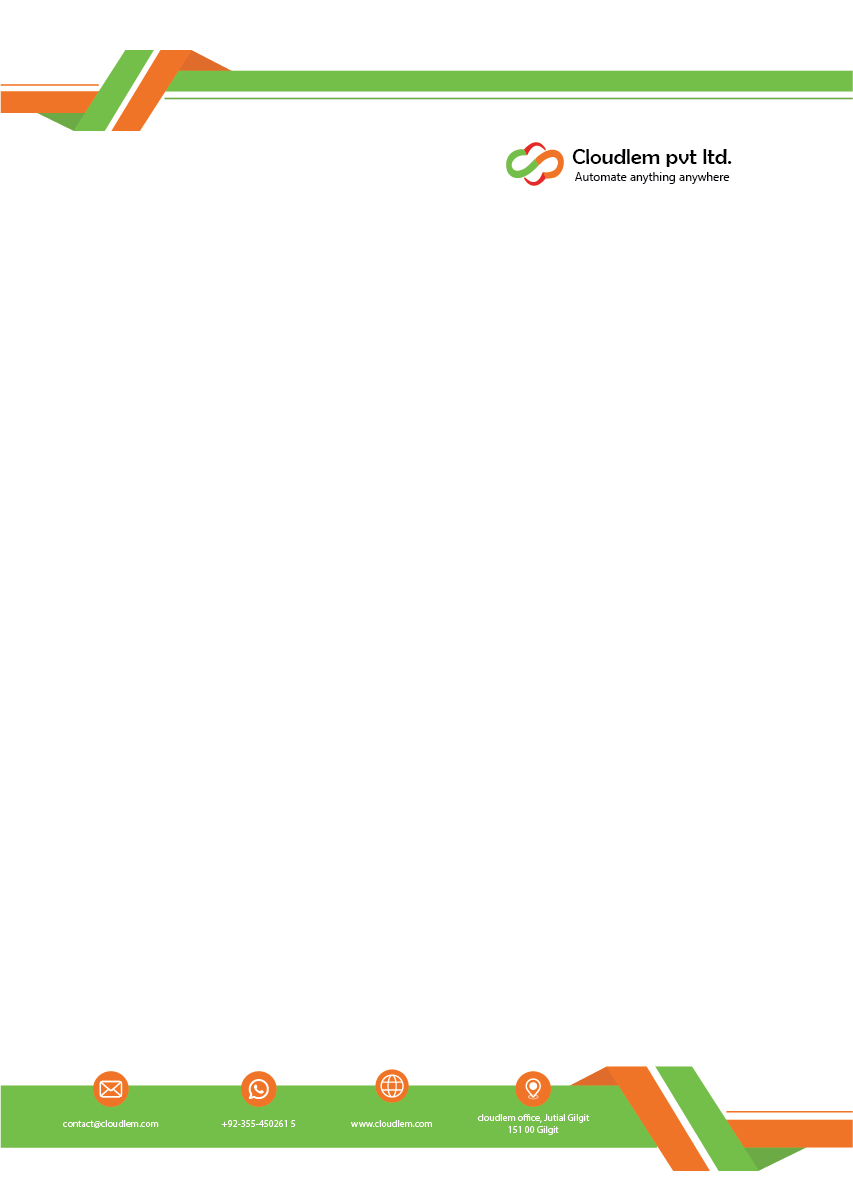 Cloudlem pvt ltd.
Automate anything anywhere
contact@cloudlem.com
+92-355-450261 5
www.cloudlem.com
cloudlem office, Jutial Gilgit
151 00 Gilgit